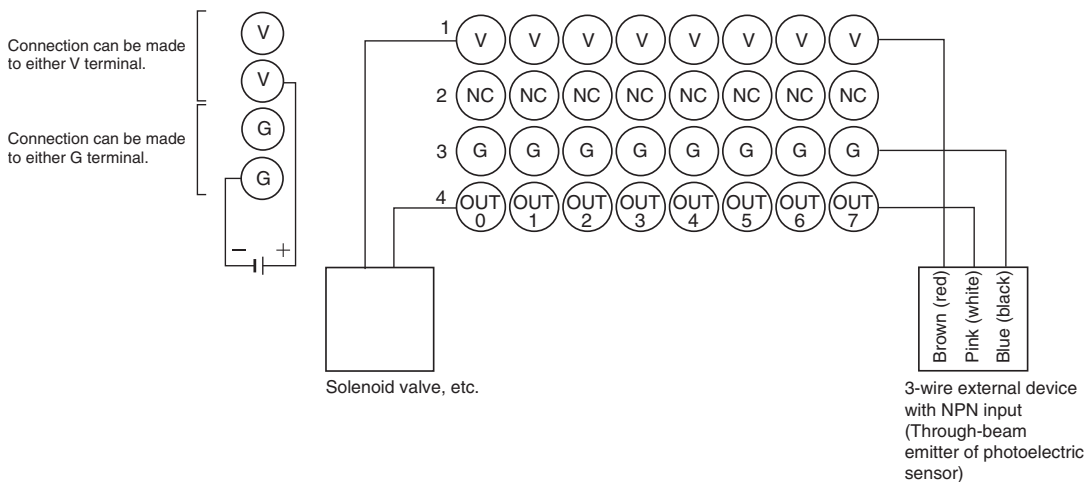 Connection can be made
to either V terminal.
Connection can be made
to either G terminal.
V
V
G
G
− +
1 V V V V V V V V
2 NC NC NC NC NC NC NC NC
3 G G G G G G G G
4 OUT OUT OUT OUT OUT OUT OUT OUT
0 1 2 3 4 5 6 7
Solenoid valve, etc.
Brown (red)
Pink (white)
Blue (black)
3-wire external device
with NPN input
(Through-beam
emitter of photoelectric
sensor)